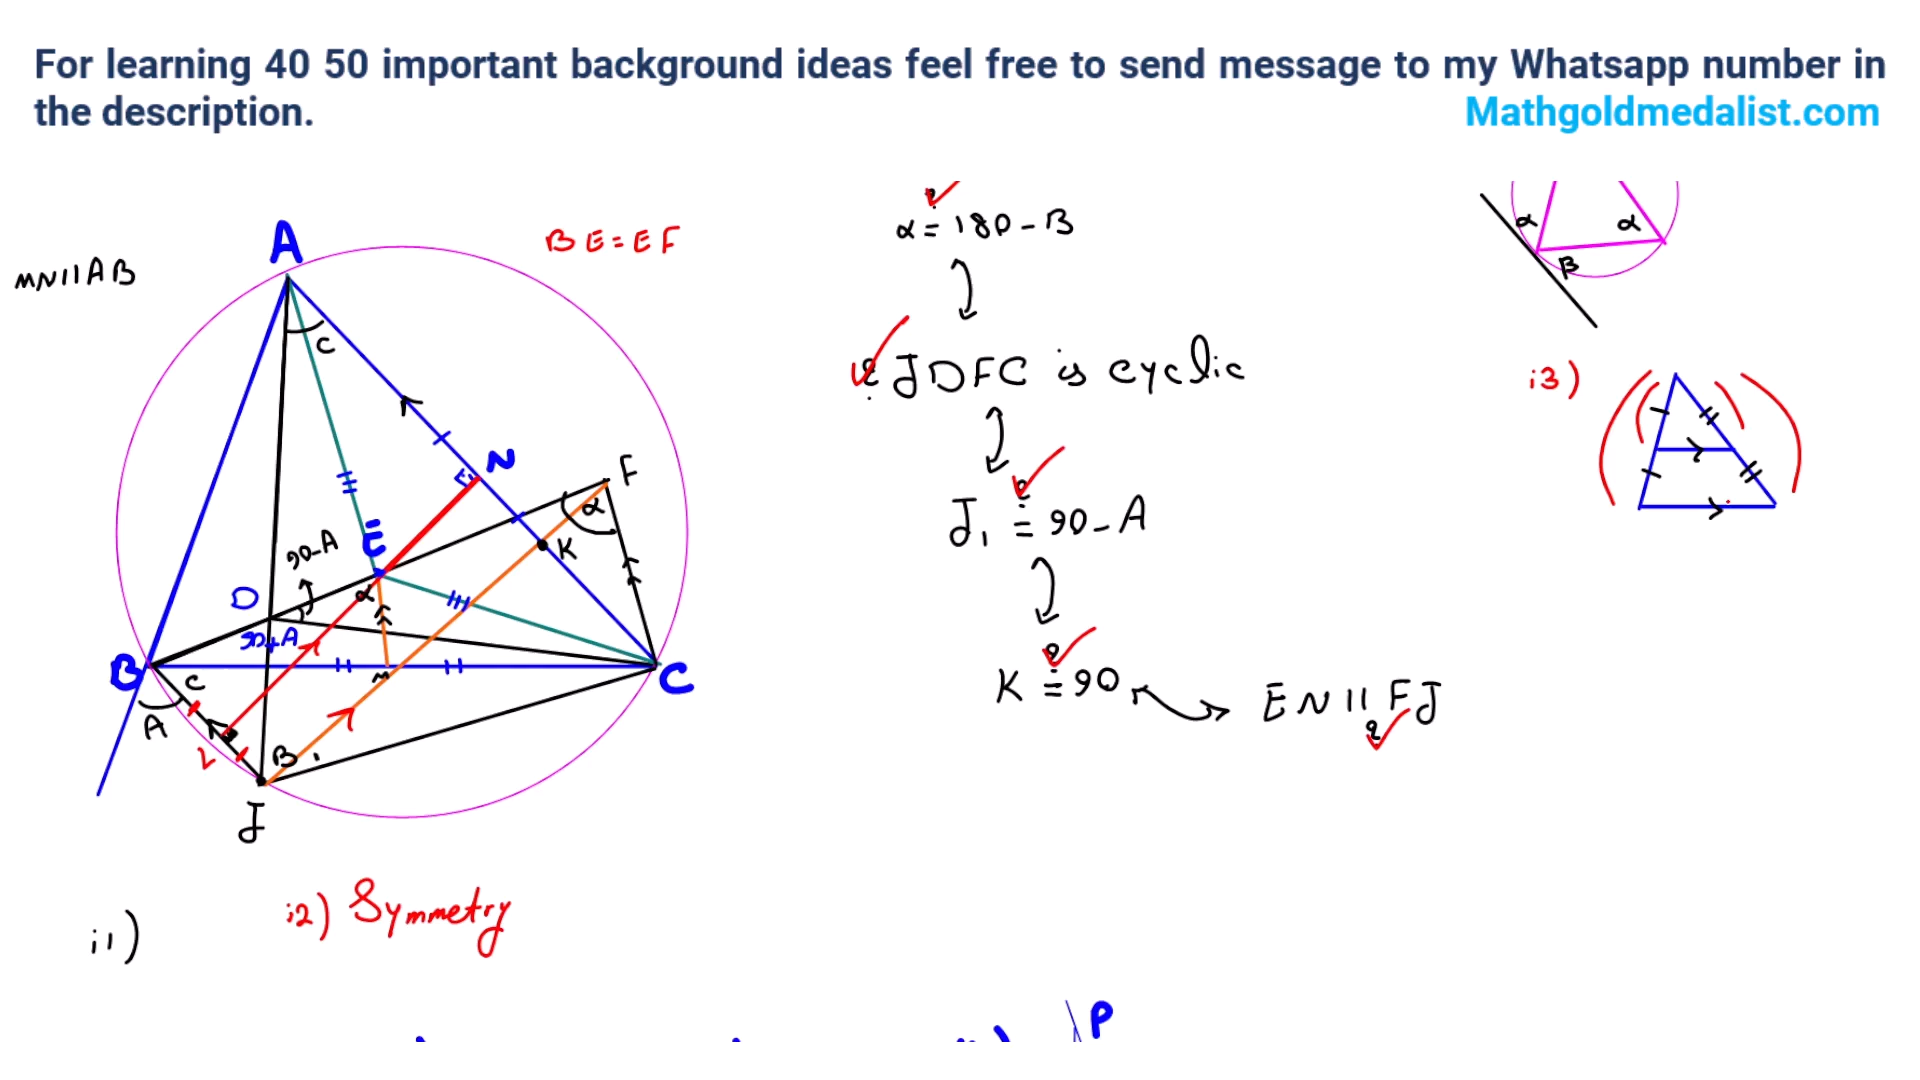 For learning 40 50 important background ideas feel free to send message to my Whatsapp number in
the description.
Mathgoldmedalist.com
MN||AB
BE=EF
A
C
N
E
F
α
K
90-A
D
α
90+A
B
M
C
C
A
L
B 1
J
i1)
i2) Symmetry
α = 180-B
?
JDFC is cyclic
J₁ ≟ 90-A
K ≟ 90
EN || FJ
?
α
α
β
i3)
P